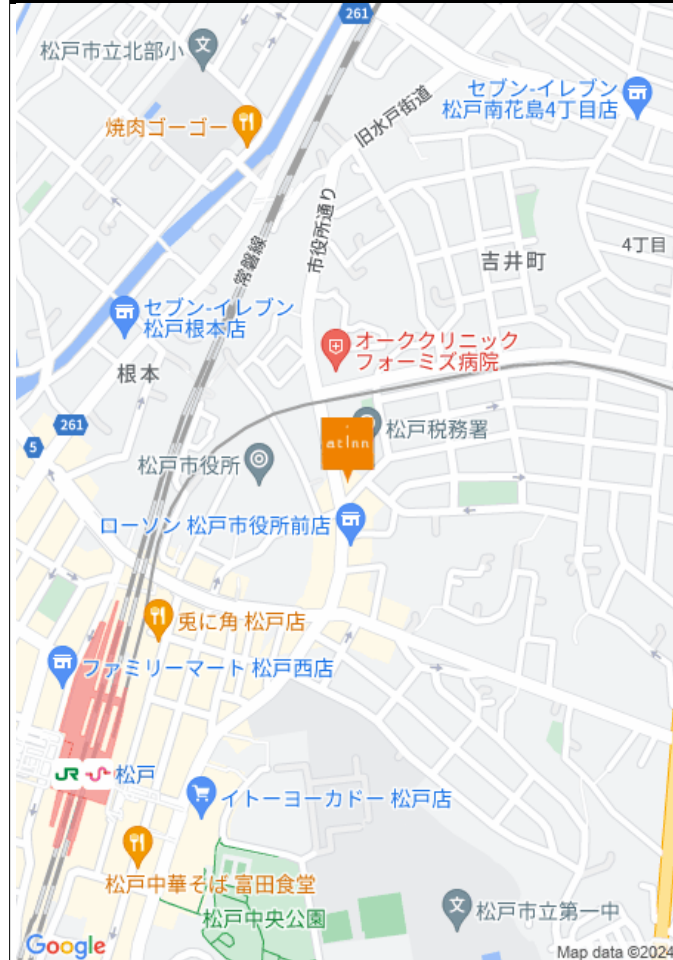 261
松戸市立北部小
セブン-イレブン
松戸南花島4丁目店
焼肉ゴーゴー
旧水戸街道
市役所通り
常磐線
4丁目
吉井町
セブン-イレブン
松戸根本店
オーククリニック
フォーミズ病院
根本
261
5
松戸税務署
atinn
松戸市役所
ローソン 松戸市役所前店
兎に角 松戸店
ファミリーマート 松戸西店
JR 松戸
イトーヨーカドー 松戸店
松戸中華そば 富田食堂
松戸中央公園
松戸市立第一中
Google
Map data ©2024